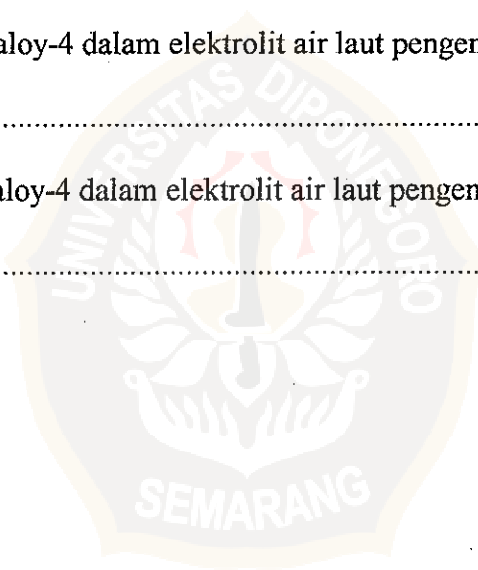 aloy-4 dalam elektrolit air laut pengen
................................................................
aloy-4 dalam elektrolit air laut pengen
................................................................
UNIVERSITAS DIPONEGORO
SEMARANG